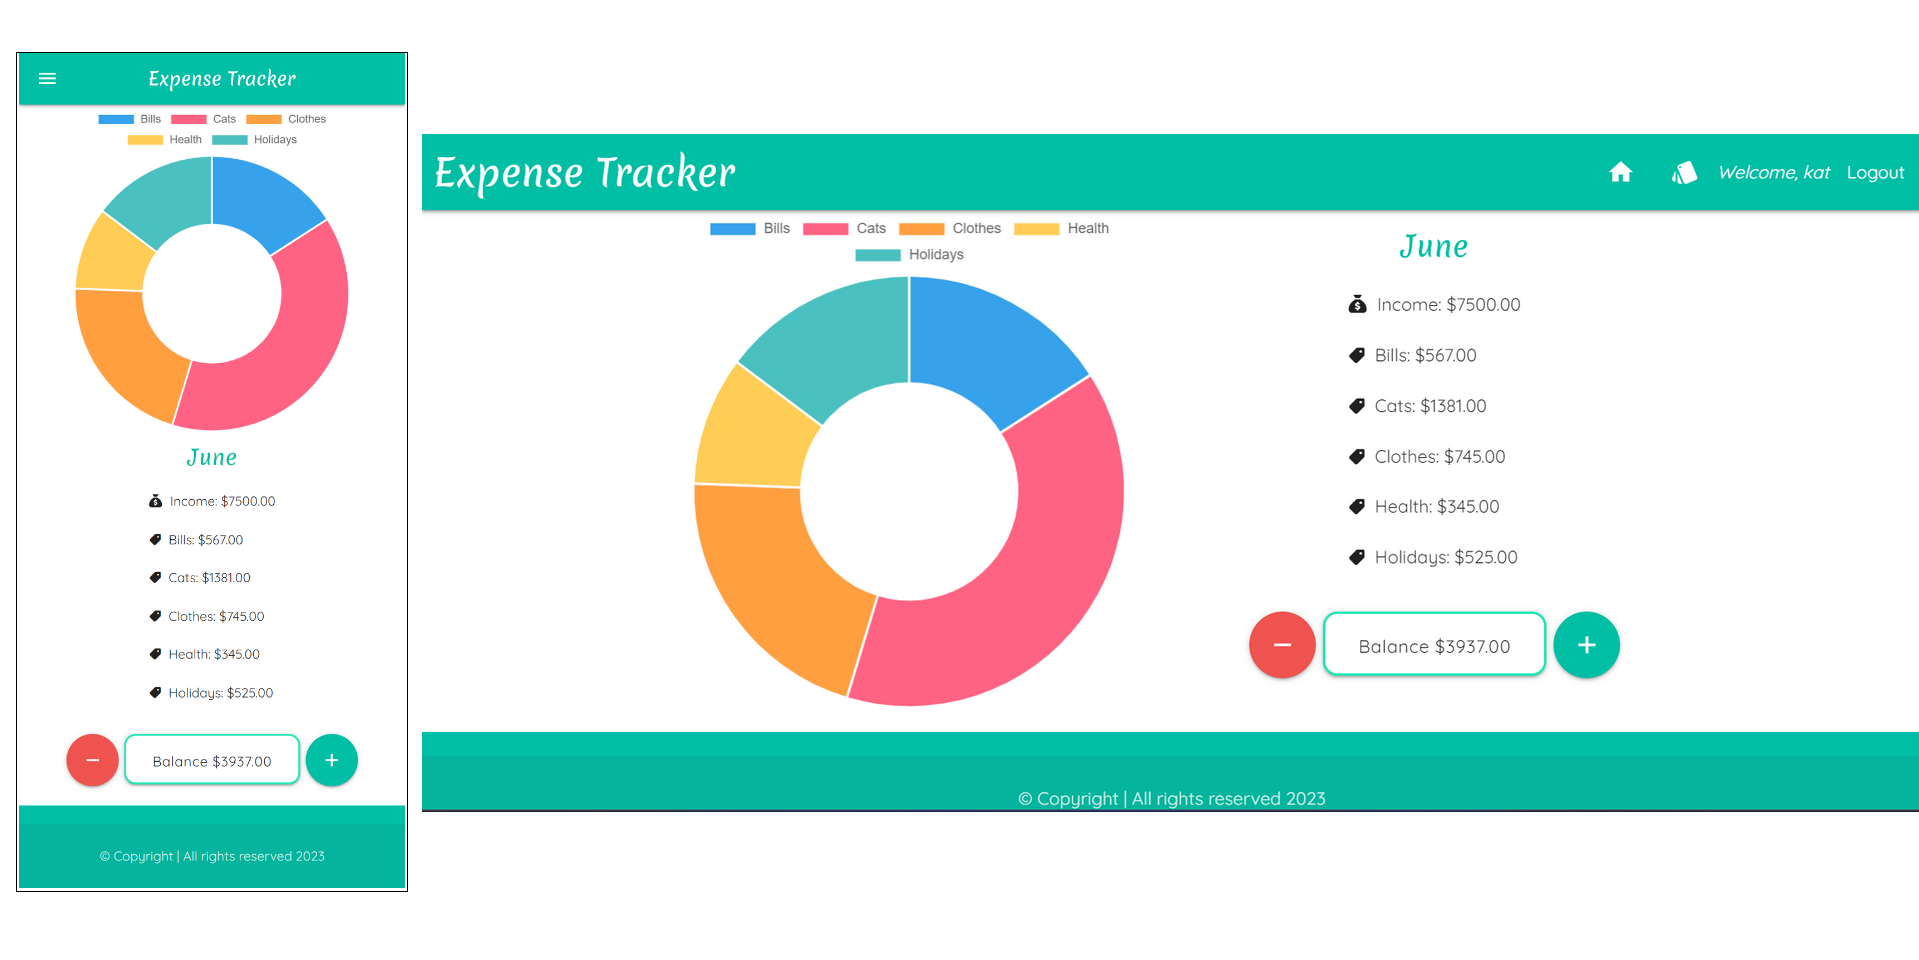 Expense Tracker
Bills Cats Clothes
Health Holidays
June
Income: $7500.00
Bills: $567.00
Cats: $1381.00
Clothes: $745.00
Health: $345.00
Holidays: $525.00
Balance $3937.00
© Copyright | All rights reserved 2023
Expense Tracker
Welcome, kat Logout
Bills Cats Clothes Health
Holidays
June
Income: $7500.00
Bills: $567.00
Cats: $1381.00
Clothes: $745.00
Health: $345.00
Holidays: $525.00
Balance $3937.00
© Copyright | All rights reserved 2023